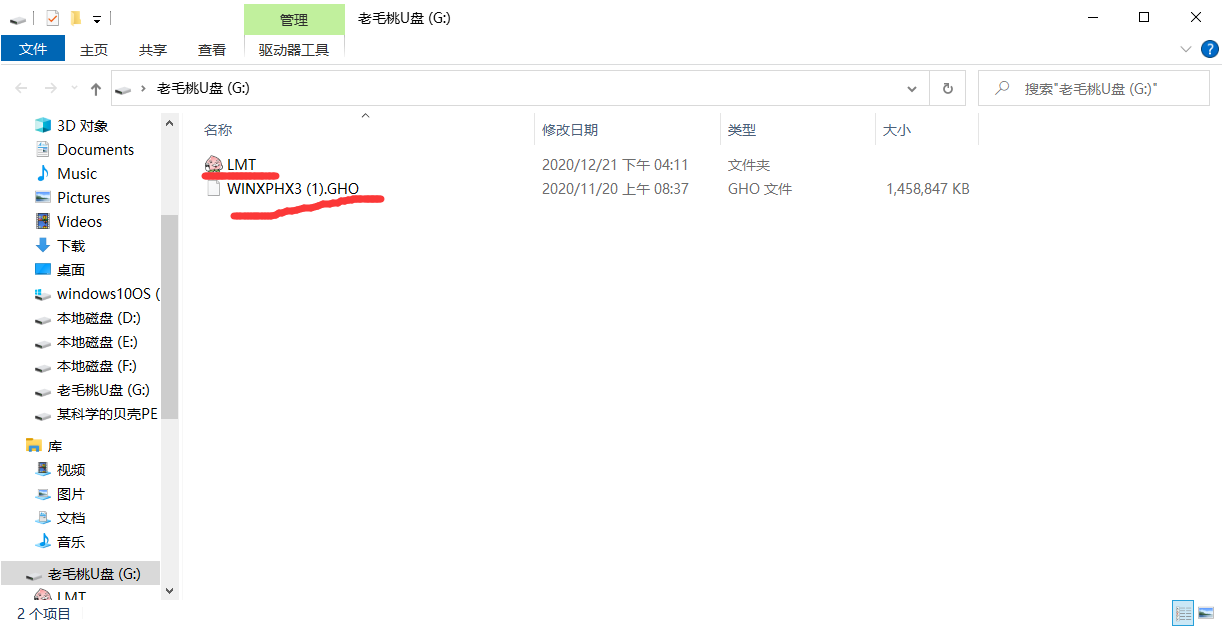 管理
老毛桃U盘 (G:)
文件
主页
共享
查看
驱动器工具
老毛桃U盘 (G:)
搜索"老毛桃U盘 (G:)"
3D 对象
Documents
Music
Pictures
Videos
下载
桌面
windows10OS (
本地磁盘 (D:)
本地磁盘 (E:)
本地磁盘 (F:)
老毛桃U盘 (G:)
某科学的贝壳PE
库
视频
图片
文档
音乐
老毛桃U盘 (G:)
LMT
名称 修改日期 类型 大小
LMT 2020/12/21 下午 04:11 文件夹
WINXPHX3 (1).GHO 2020/11/20 上午 08:37 GHO 文件 1,458,847 KB
2 个项目